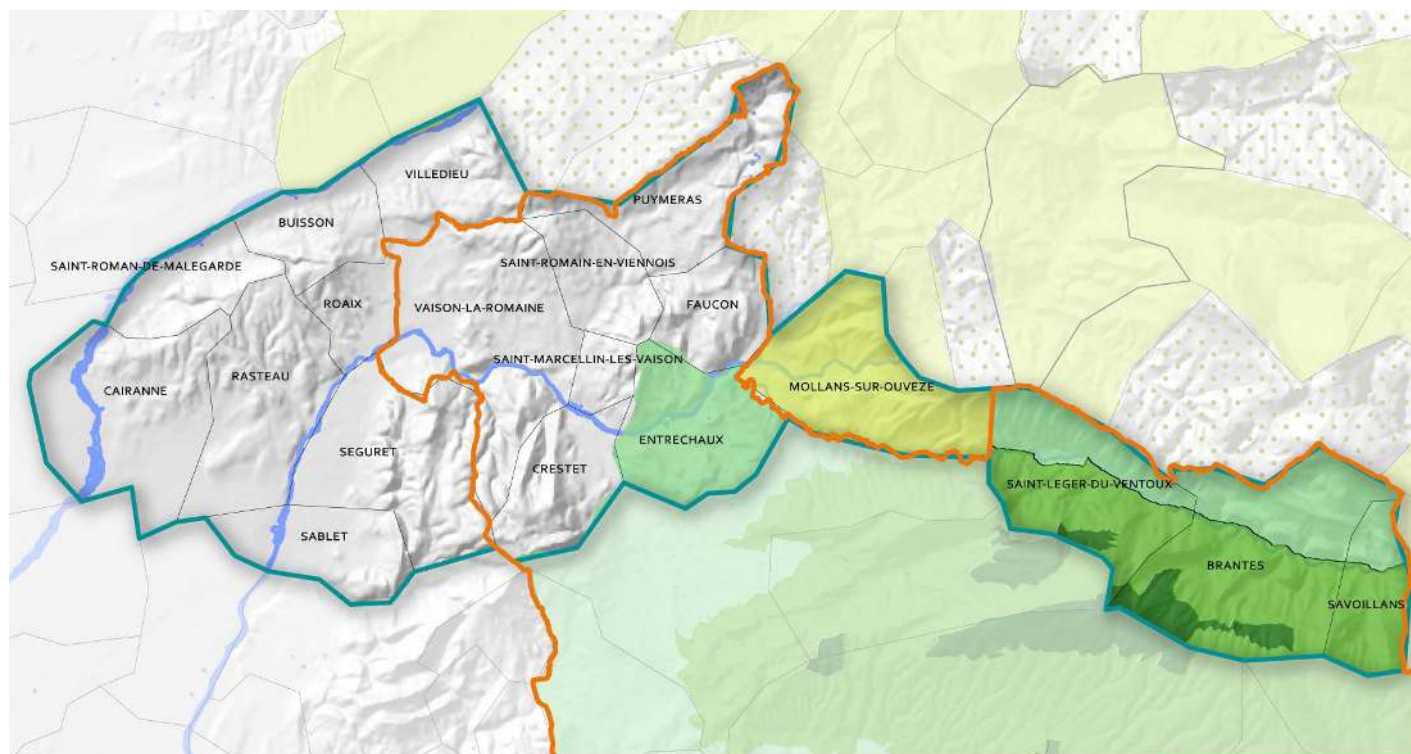 VILLEDIEU
PUYMERAS
BUISSON
SAINT-ROMAN-DE-MALEGARDE
SAINT-ROMAIN-EN-VIENNOIS
ROAIX
VAISON-LA-ROMAINE
FAUCON
SAINT-MARCELLIN-LES-VAISON
RASTEAU
CAIRANNE
MOLLANS-SUR-OUVEZE
SEGURET
ENTRECHAUX
CRESTET
SAINT-LEGER-DU-VENTOUX
SABLET
BRANTES
SAVOILLANS